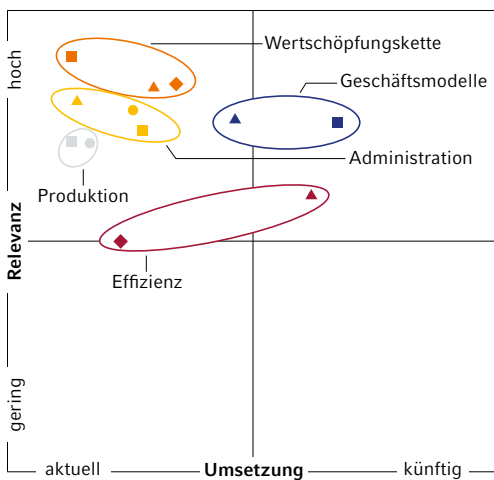 Wertschöpfungskette
Geschäftsmodelle
Administration
Produktion
Effizienz
hoch
Relevanz
gering
aktuell
Umsetzung
künftig